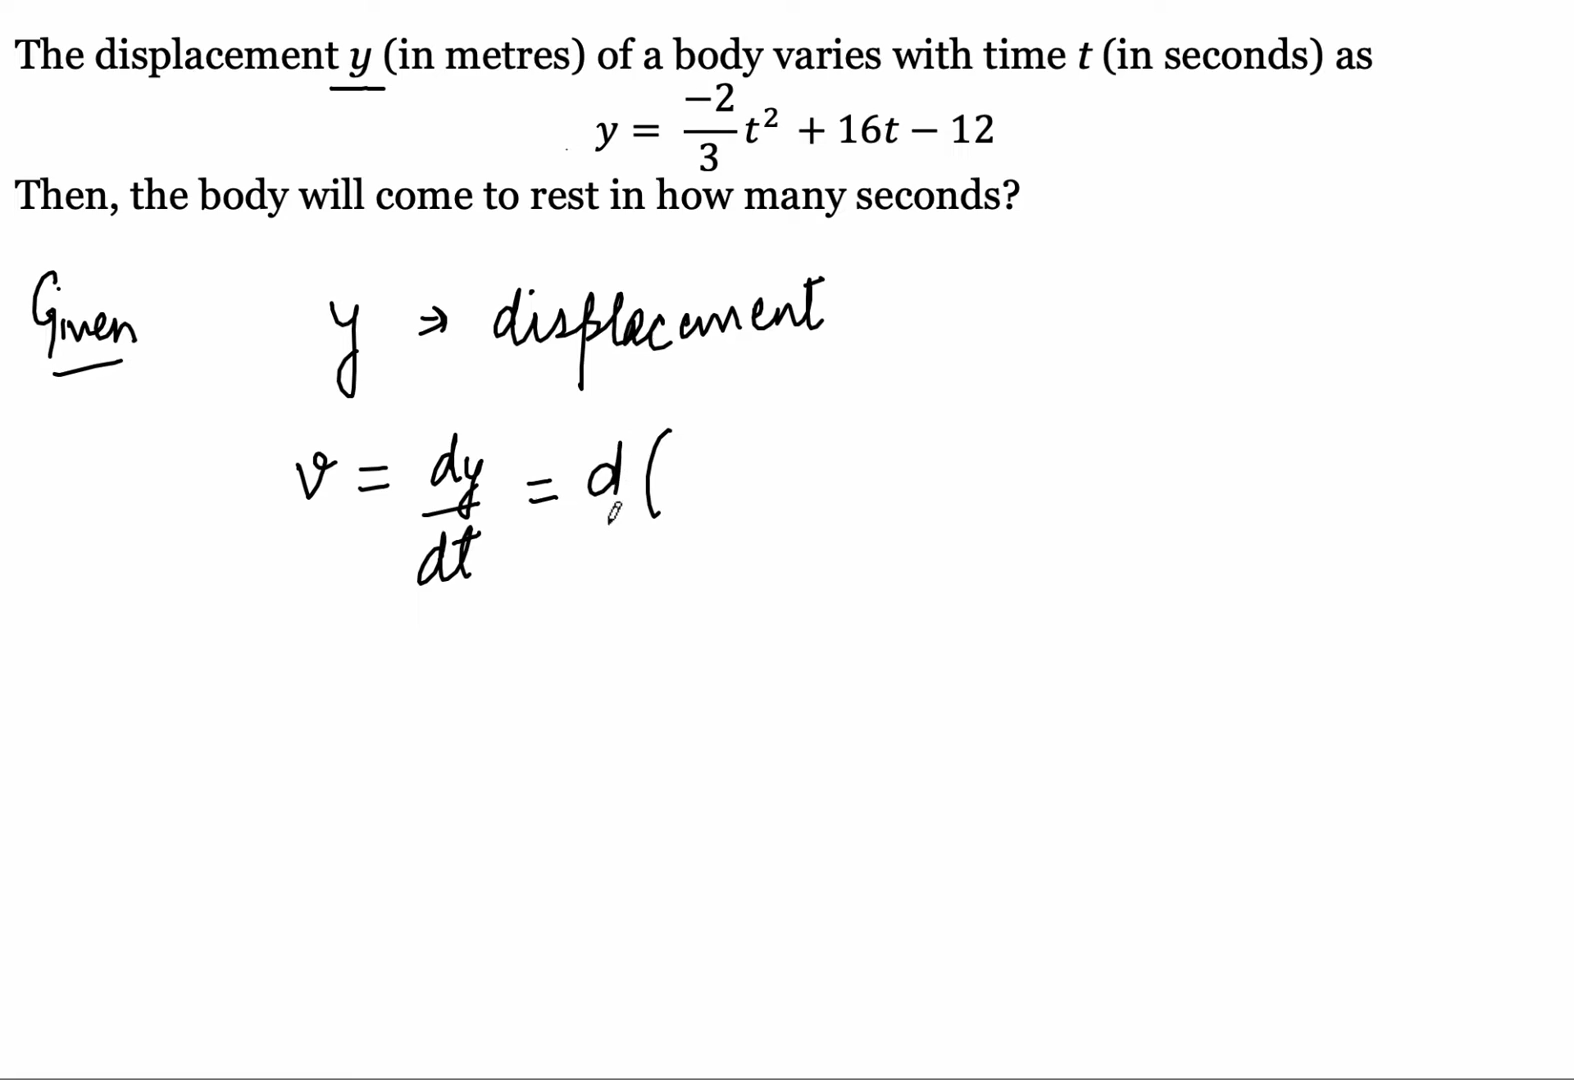 The displacement y (in metres) of a body varies with time t (in seconds) as
y = −2/3 t² + 16t − 12
Then, the body will come to rest in how many seconds?
Given y ⇒ displacement
v = dy/dt = d (